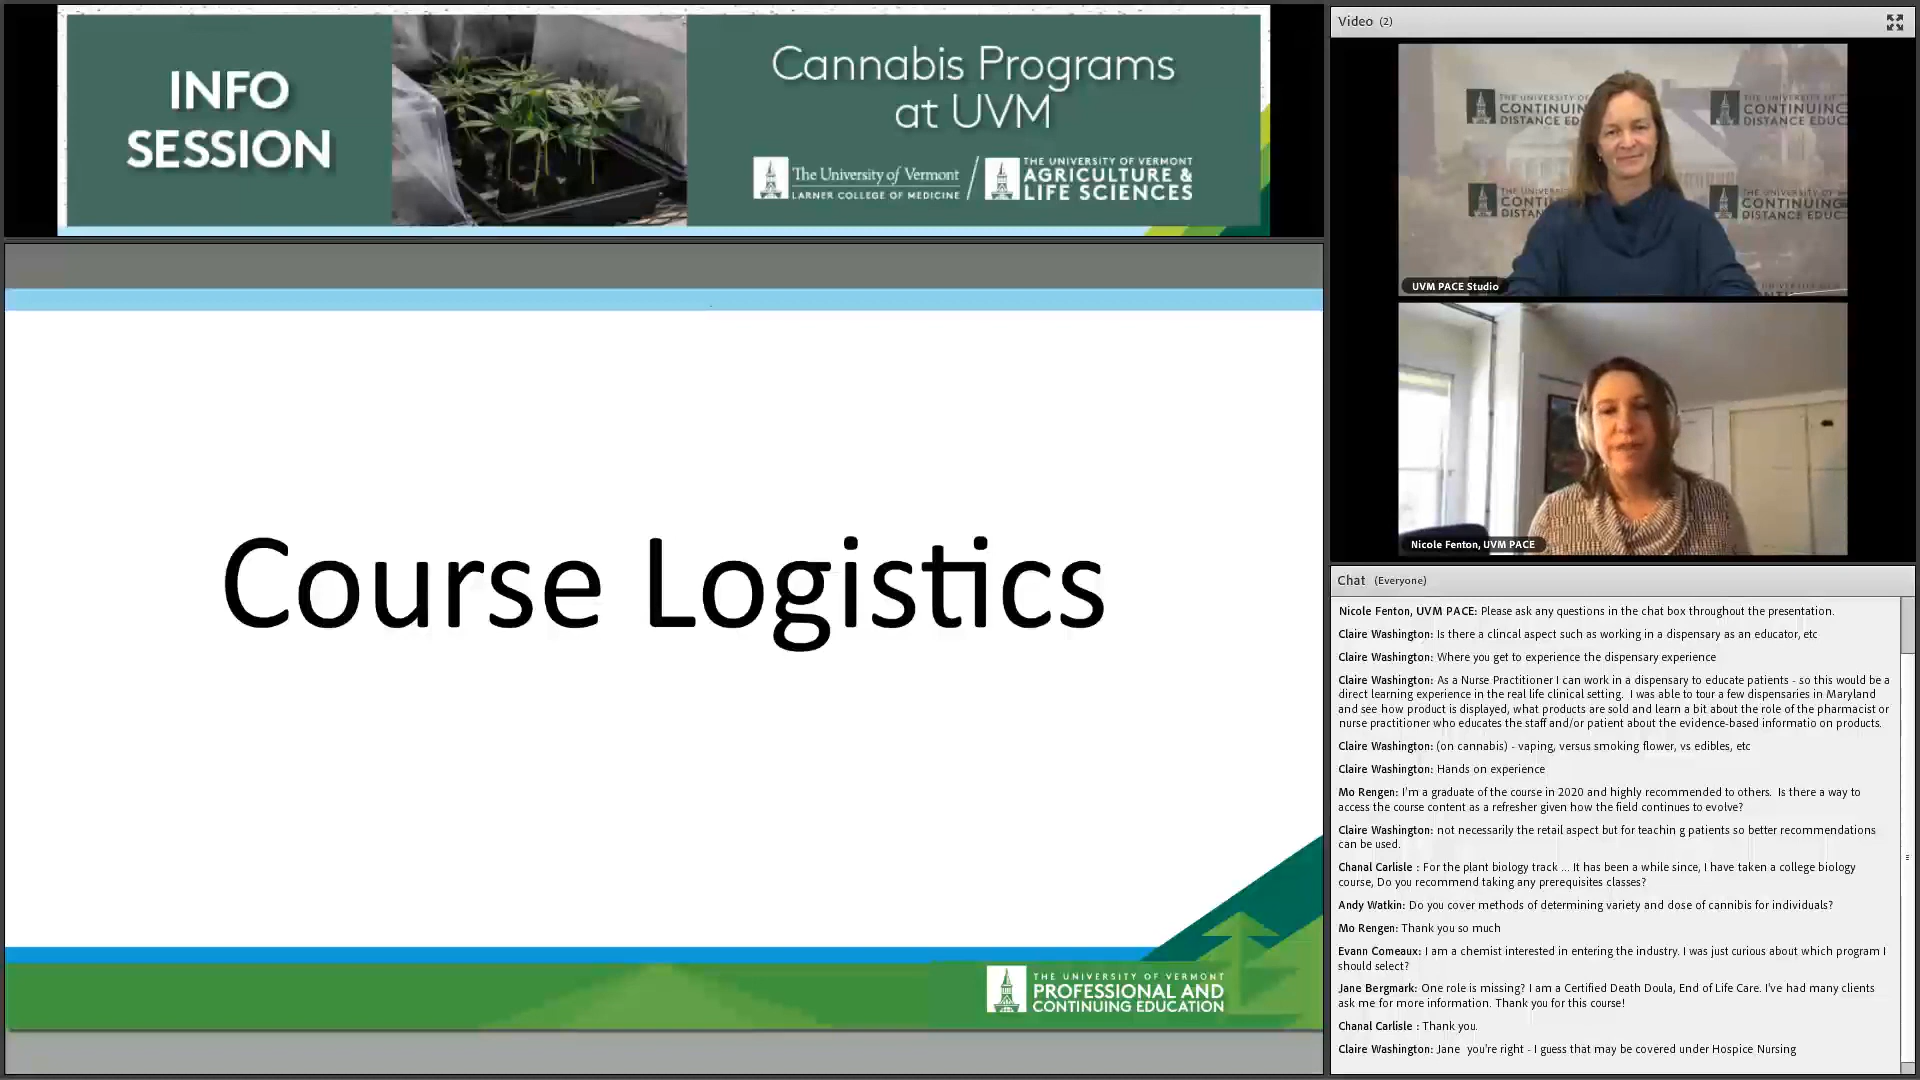 INFO
SESSION
Cannabis Programs
at UVM
The University of Vermont
LARNER COLLEGE OF MEDICINE
THE UNIVERSITY OF VERMONT
AGRICULTURE &
LIFE SCIENCES
Course Logistics
THE UNIVERSITY OF VERMONT
PROFESSIONAL AND
CONTINUING EDUCATION
Video (2)
THE UNIVERSITY OF
CONTINUING
DISTANCE EDUC
UVM PACE Studio
Nicole Fenton, UVM PACE
Chat (Everyone)
Nicole Fenton, UVM PACE: Please ask any questions in the chat box throughout the presentation.
Claire Washington: Is there a clincal aspect such as working in a dispensary as an educator, etc
Claire Washington: Where you get to experience the dispensary experience
Claire Washington: As a Nurse Practitioner I can work in a dispensary to educate patients - so this would be a
direct learning experience in the real life clinical setting. I was able to tour a few dispensaries in Maryland
and see how product is displayed, what products are sold and learn a bit about the role of the pharmacist or
nurse practitioner who educates the staff and/or patient about the evidence-based informatio on products.
Claire Washington: (on cannabis) - vaping, versus smoking flower, vs edibles, etc
Claire Washington: Hands on experience
Mo Rengen: I'm a graduate of the course in 2020 and highly recommended to others. Is there a way to
access the course content as a refresher given how the field continues to evolve?
Claire Washington: not necessarily the retail aspect but for teachin g patients so better recommendations
can be used.
Chanal Carlisle : For the plant biology track ... It has been a while since, I have taken a college biology
course, Do you recommend taking any prerequisites classes?
Andy Watkin: Do you cover methods of determining variety and dose of cannibis for individuals?
Mo Rengen: Thank you so much
Evann Comeaux: I am a chemist interested in entering the industry. I was just curious about which program I
should select?
Jane Bergmark: One role is missing? I am a Certified Death Doula, End of Life Care. I've had many clients
ask me for more information. Thank you for this course!
Chanal Carlisle : Thank you.
Claire Washington: Jane you're right - I guess that may be covered under Hospice Nursing